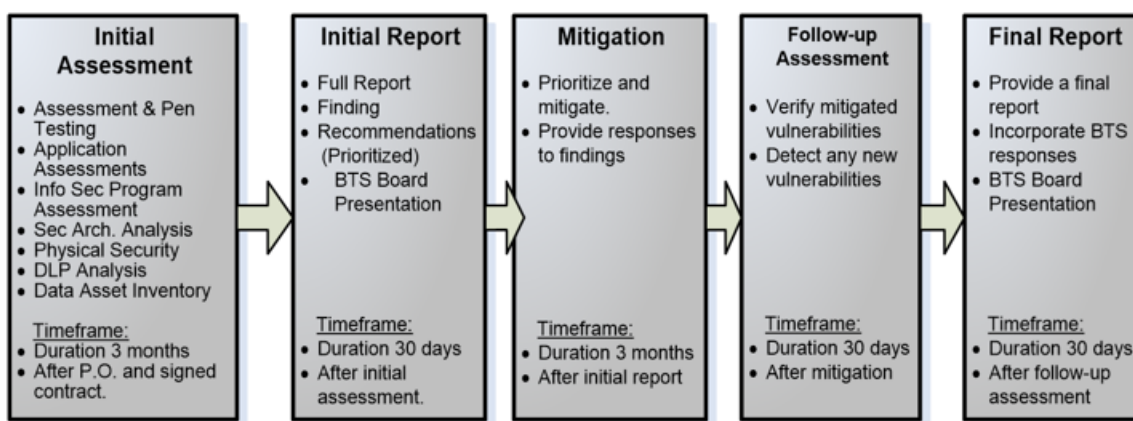 Initial
Assessment
• Assessment & Pen
Testing
• Application
Assessments
• Info Sec Program
Assessment
• Sec Arch. Analysis
• Physical Security
• DLP Analysis
• Data Asset Inventory
Timeframe:
• Duration 3 months
• After P.O. and signed
contract.
Initial Report
• Full Report
• Finding
• Recommendations
(Prioritized)
• BTS Board
Presentation
Timeframe:
• Duration 30 days
• After initial
assessment.
Mitigation
• Prioritize and
mitigate.
• Provide responses
to findings
Timeframe:
• Duration 3 months
• After initial report
Follow-up
Assessment
• Verify mitigated
vulnerabilities
• Detect any new
vulnerabilities
Timeframe:
• Duration 30 days
• After mitigation
Final Report
• Provide a final
report
• Incorporate BTS
responses
• BTS Board
Presentation
Timeframe:
• Duration 30 days
• After follow-up
assessment